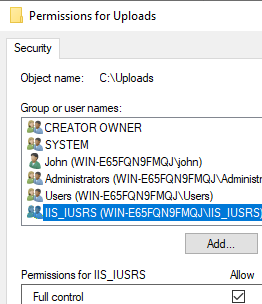 Permissions for Uploads
Security
Object name: C:\Uploads
Group or user names:
CREATOR OWNER
SYSTEM
John (WIN-E65FQN9FMQJ\john)
Administrators (WIN-E65FQN9FMQJ\Administr
Users (WIN-E65FQN9FMQJ\Users)
IIS_IUSRS (WIN-E65FQN9FMQJ\IIS_IUSRS)
Add...
Permissions for IIS_IUSRS Allow
Full control